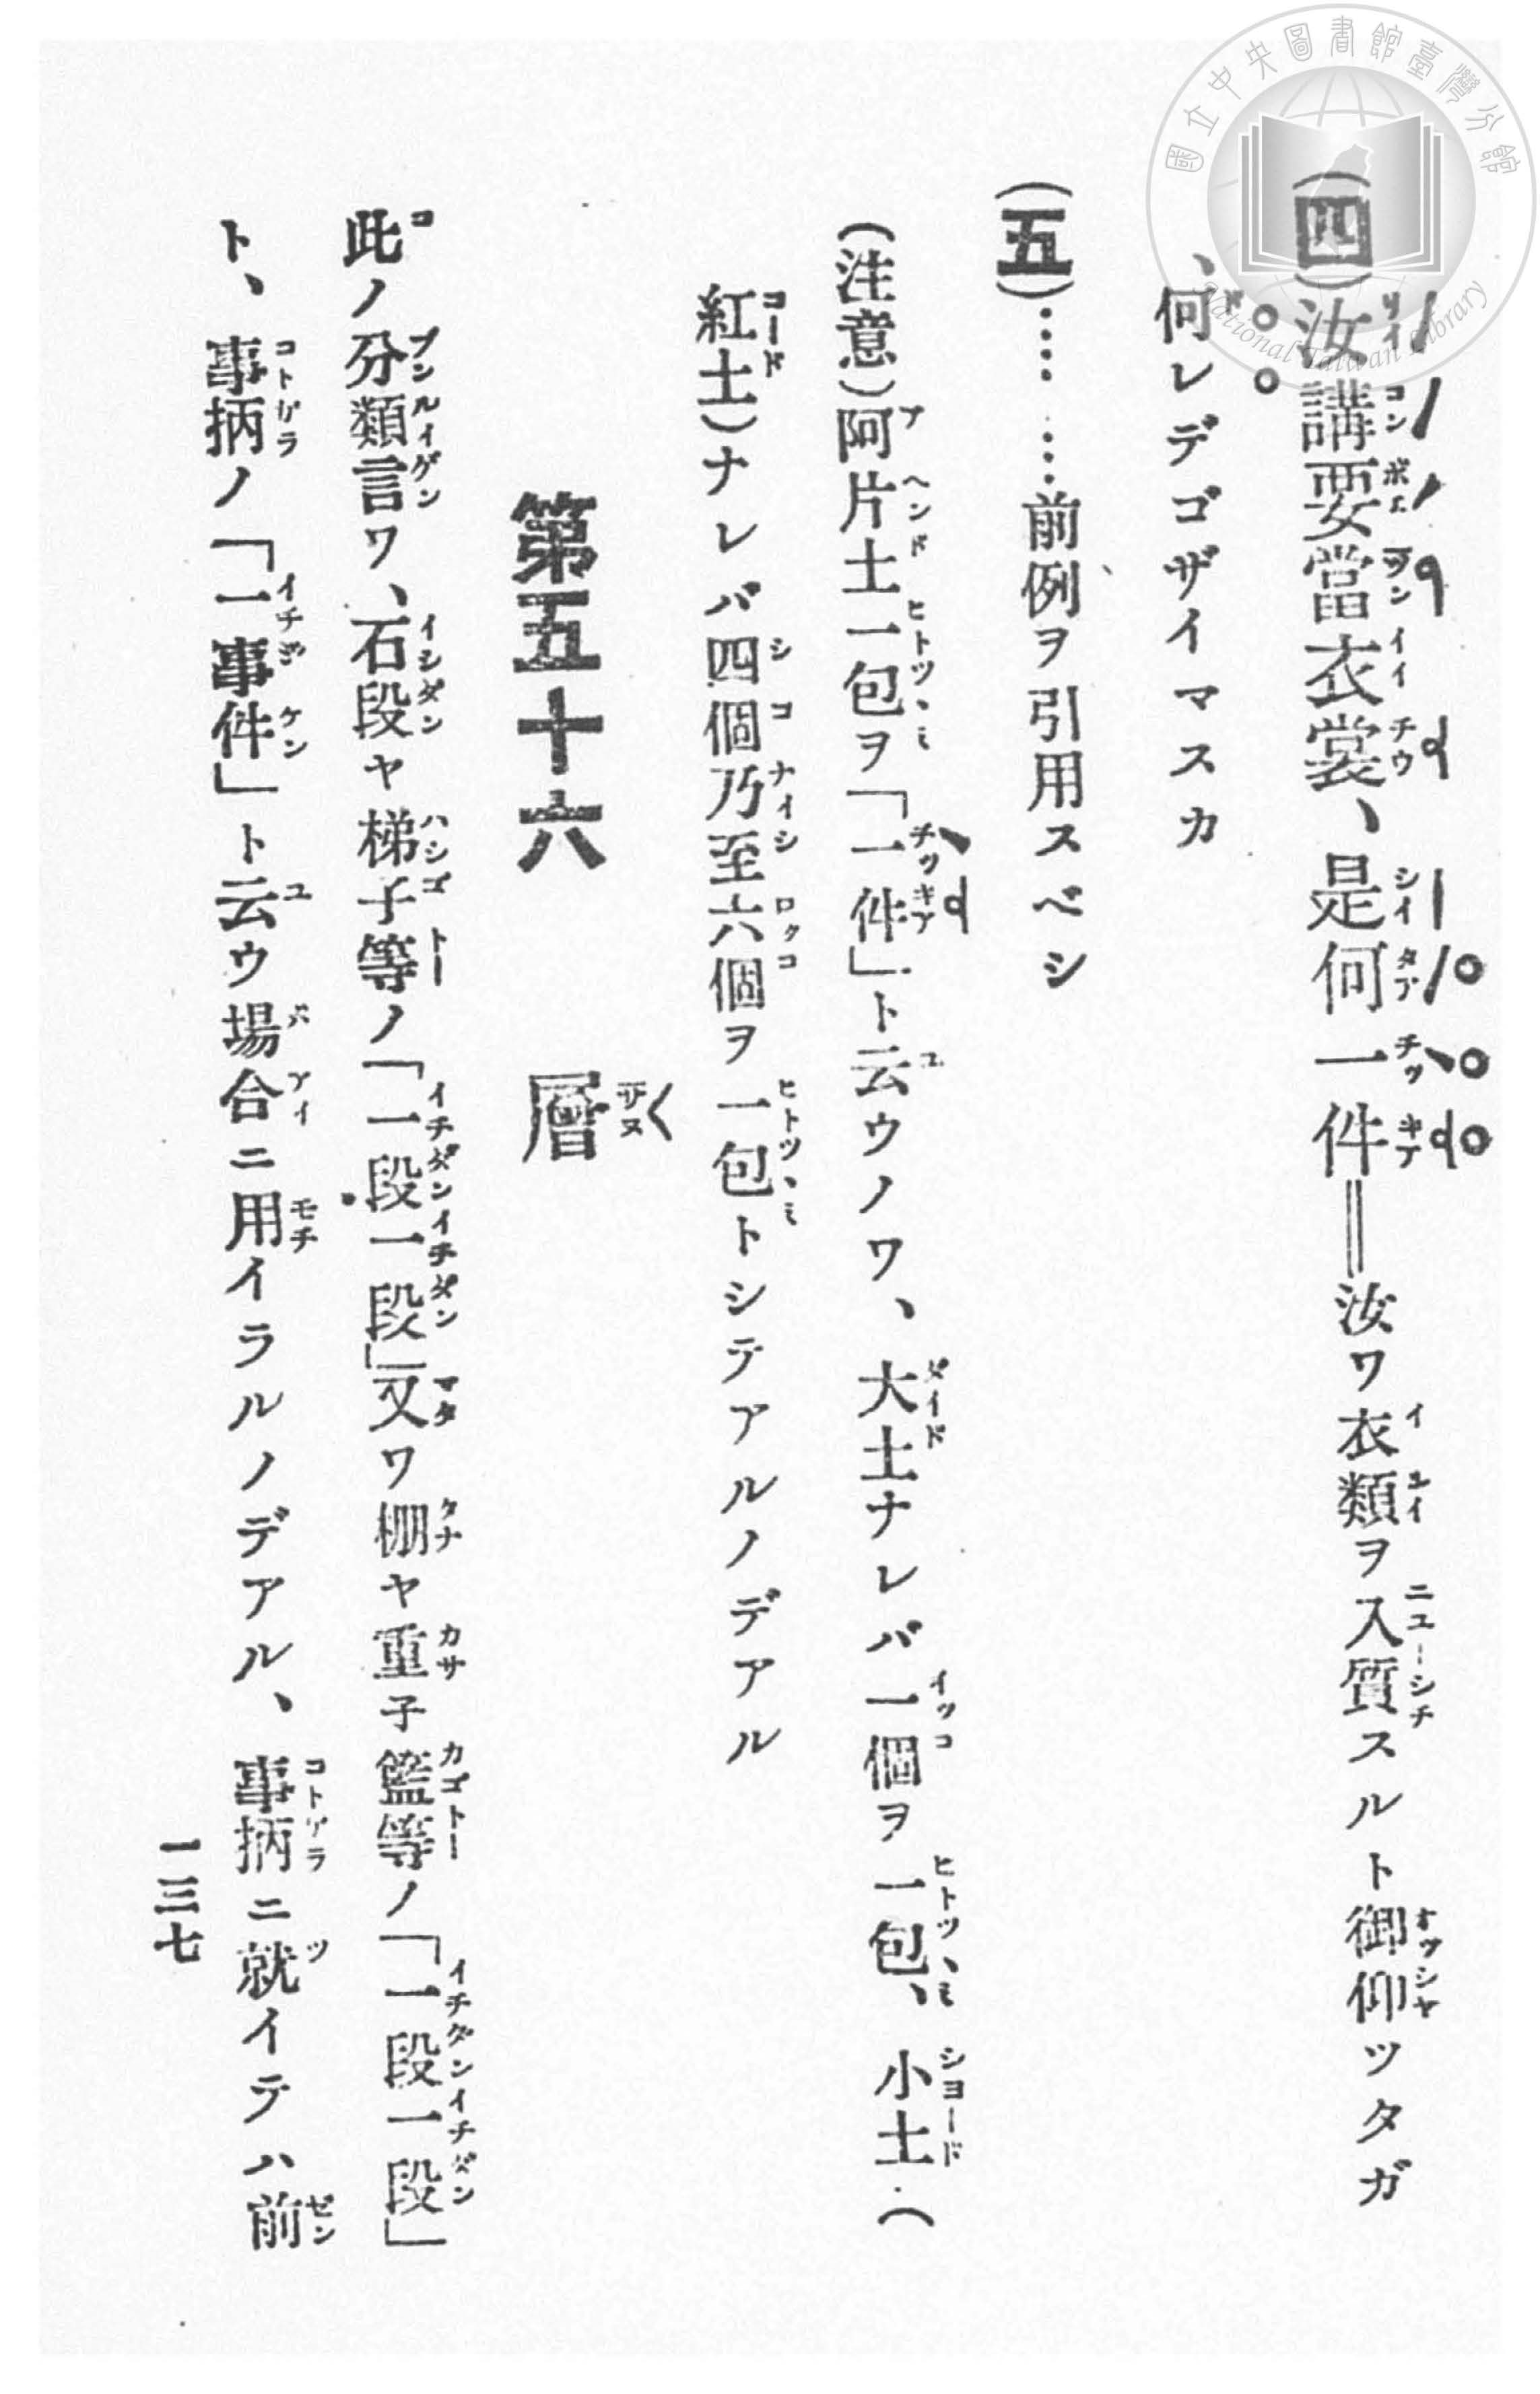 (四)汝講要當衣裳、是何一件＝汝ワ衣類ヲ入質スルト御仰ツタガ
、何レデゴザイマスカ
(五)……………前例ヲ引用スベシ
(注意)阿片土一包ヲ「一件」ト云ウノワ、大土ナレバ一個ヲ一包、小土(
紅土)ナレバ四個乃至六個ヲ一包トシテアルノデアル
第五十六 層
此ノ分類言ワ、石段ヤ梯子等ノ「一段一段」又ワ棚ヤ重子籃等ノ「一段一段」
ト、事柄ノ「一事件」ト云ウ場合ニ用イラルノデアル、事柄ニ就イテハ前
一三七
國立中央圖書館臺灣分館
National Taiwan Library